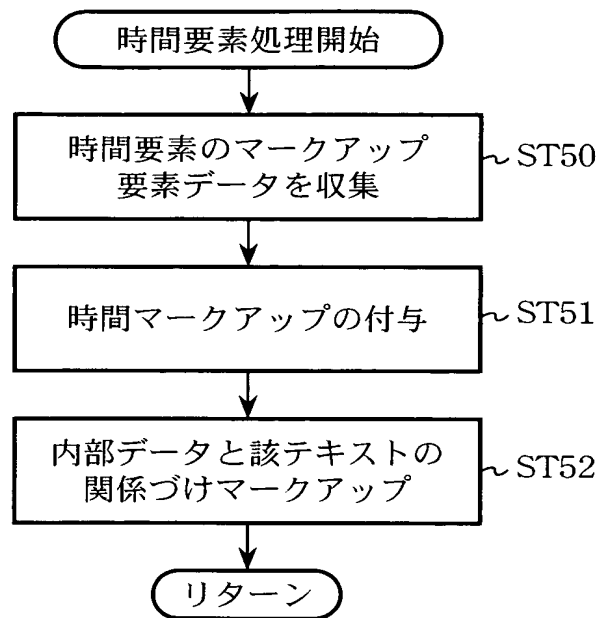 時間要素処理開始
時間要素のマークアップ
要素データを収集
ST50
時間マークアップの付与
ST51
内部データと該テキストの
関係づけマークアップ
ST52
リターン